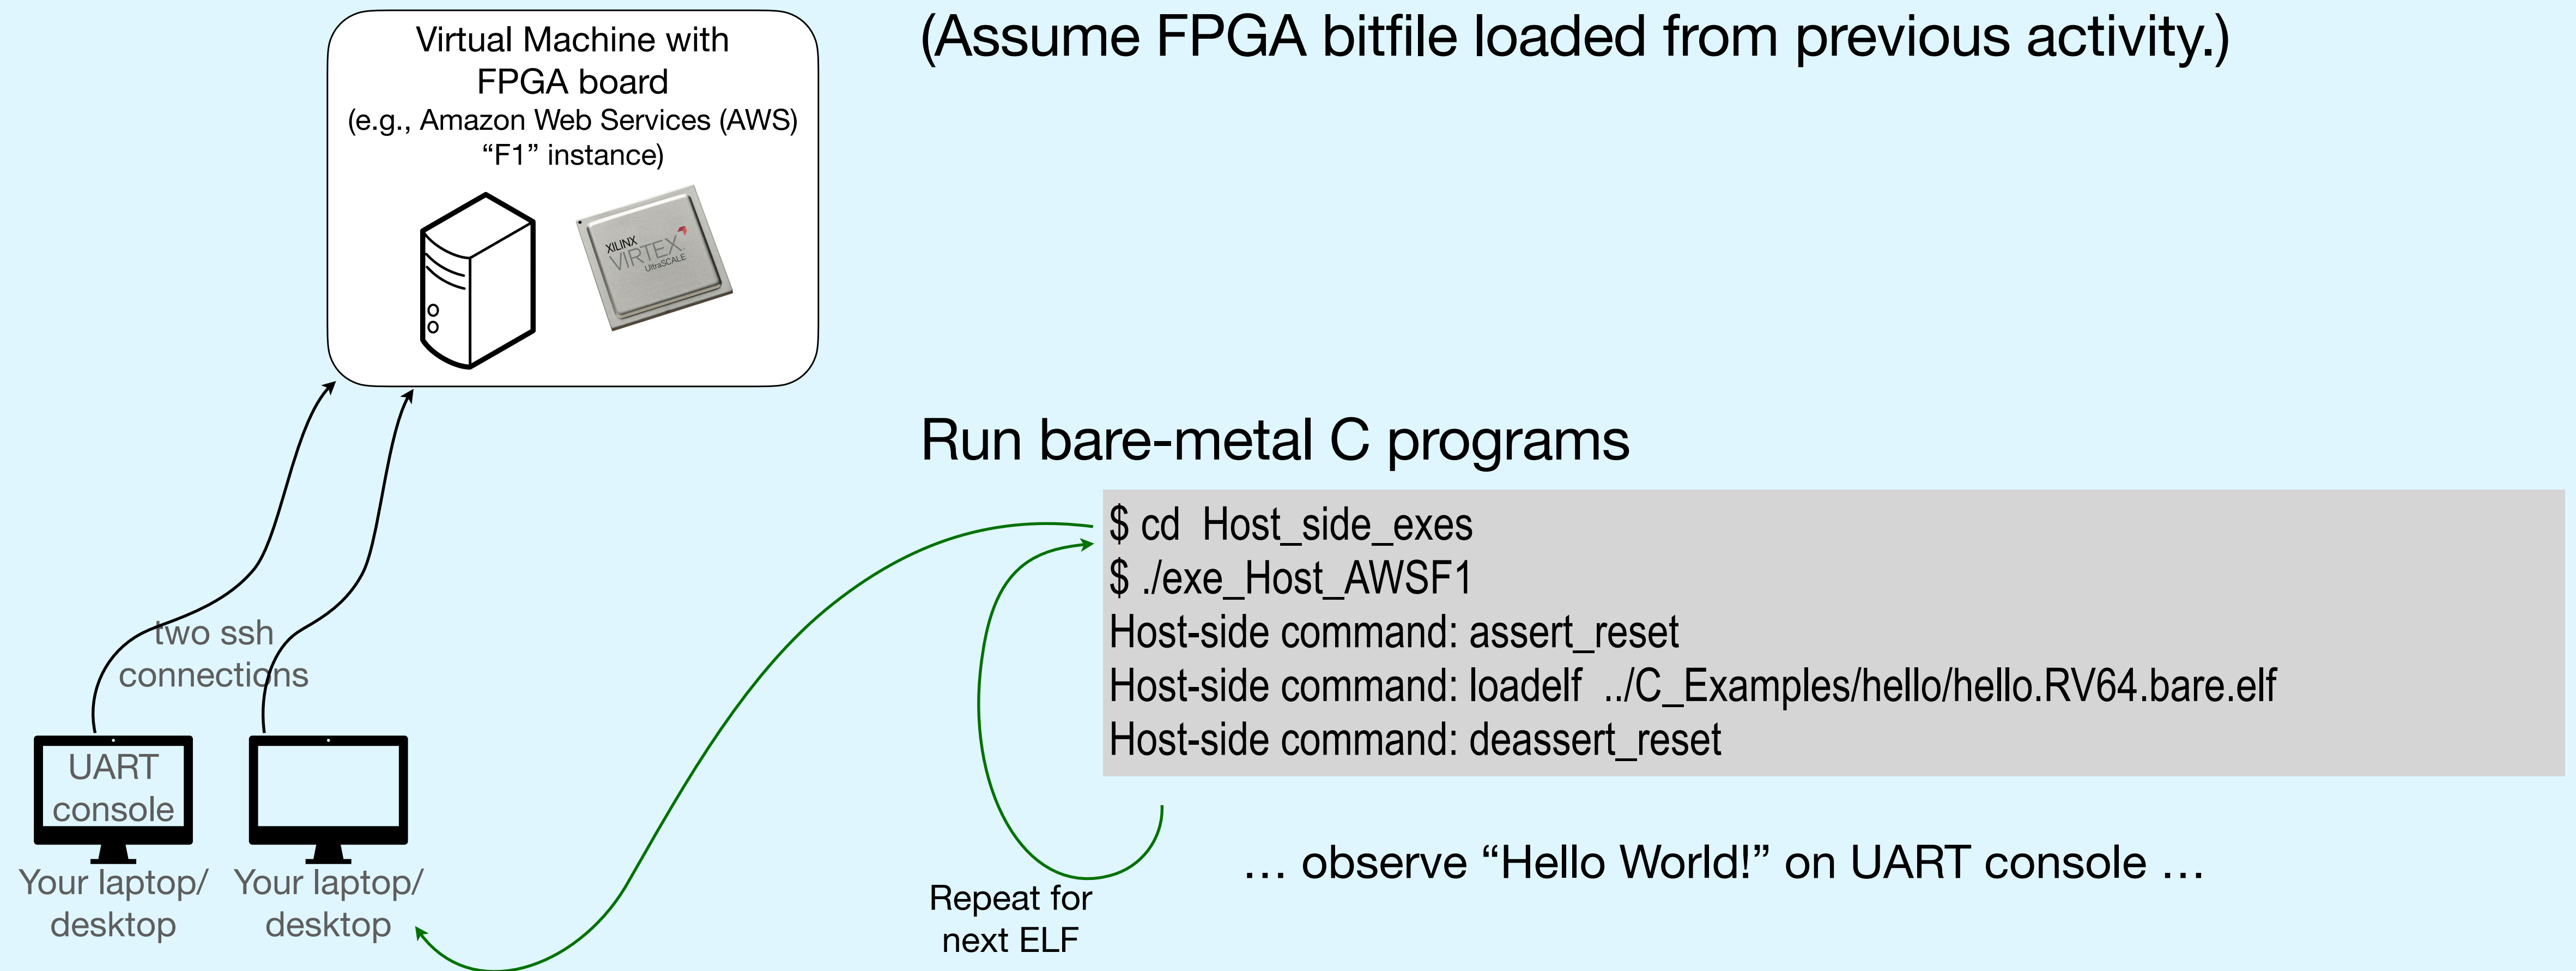 Virtual Machine with
FPGA board
(e.g., Amazon Web Services (AWS)
“F1” instance)
XILINX
VIRTEX
UltraSCALE
(Assume FPGA bitfile loaded from previous activity.)
Run bare-metal C programs
$ cd  Host_side_exes
$ ./exe_Host_AWSF1
Host-side command: assert_reset
Host-side command: loadelf  ../C_Examples/hello/hello.RV64.bare.elf
Host-side command: deassert_reset
… observe “Hello World!” on UART console …
Repeat for
next ELF
two ssh
connections
UART
console
Your laptop/
desktop
Your laptop/
desktop